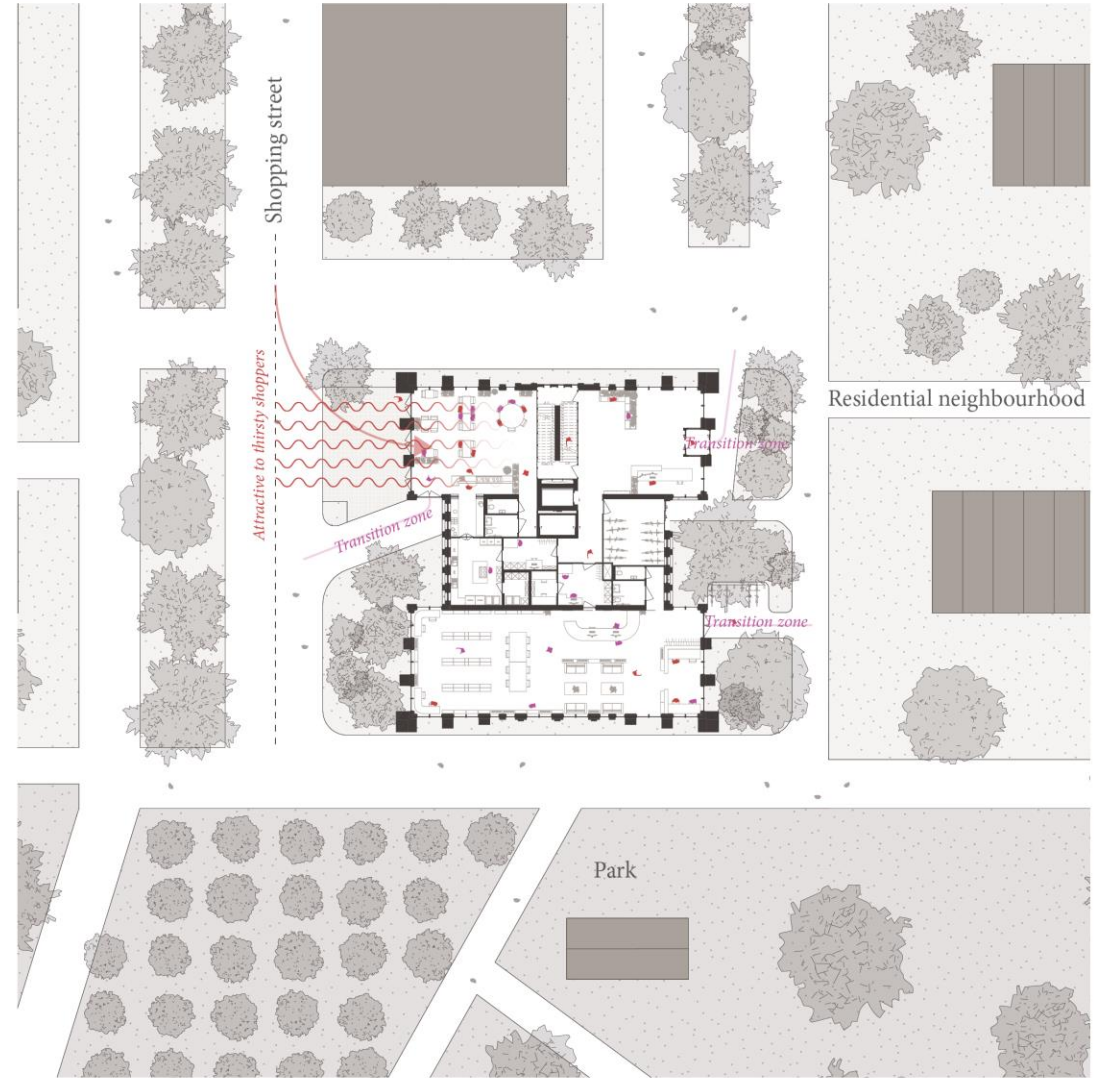 Shopping street
Attractive to thirsty shoppers
Residential neighbourhood
Transition zone
Transition zone
Transition zone
Park